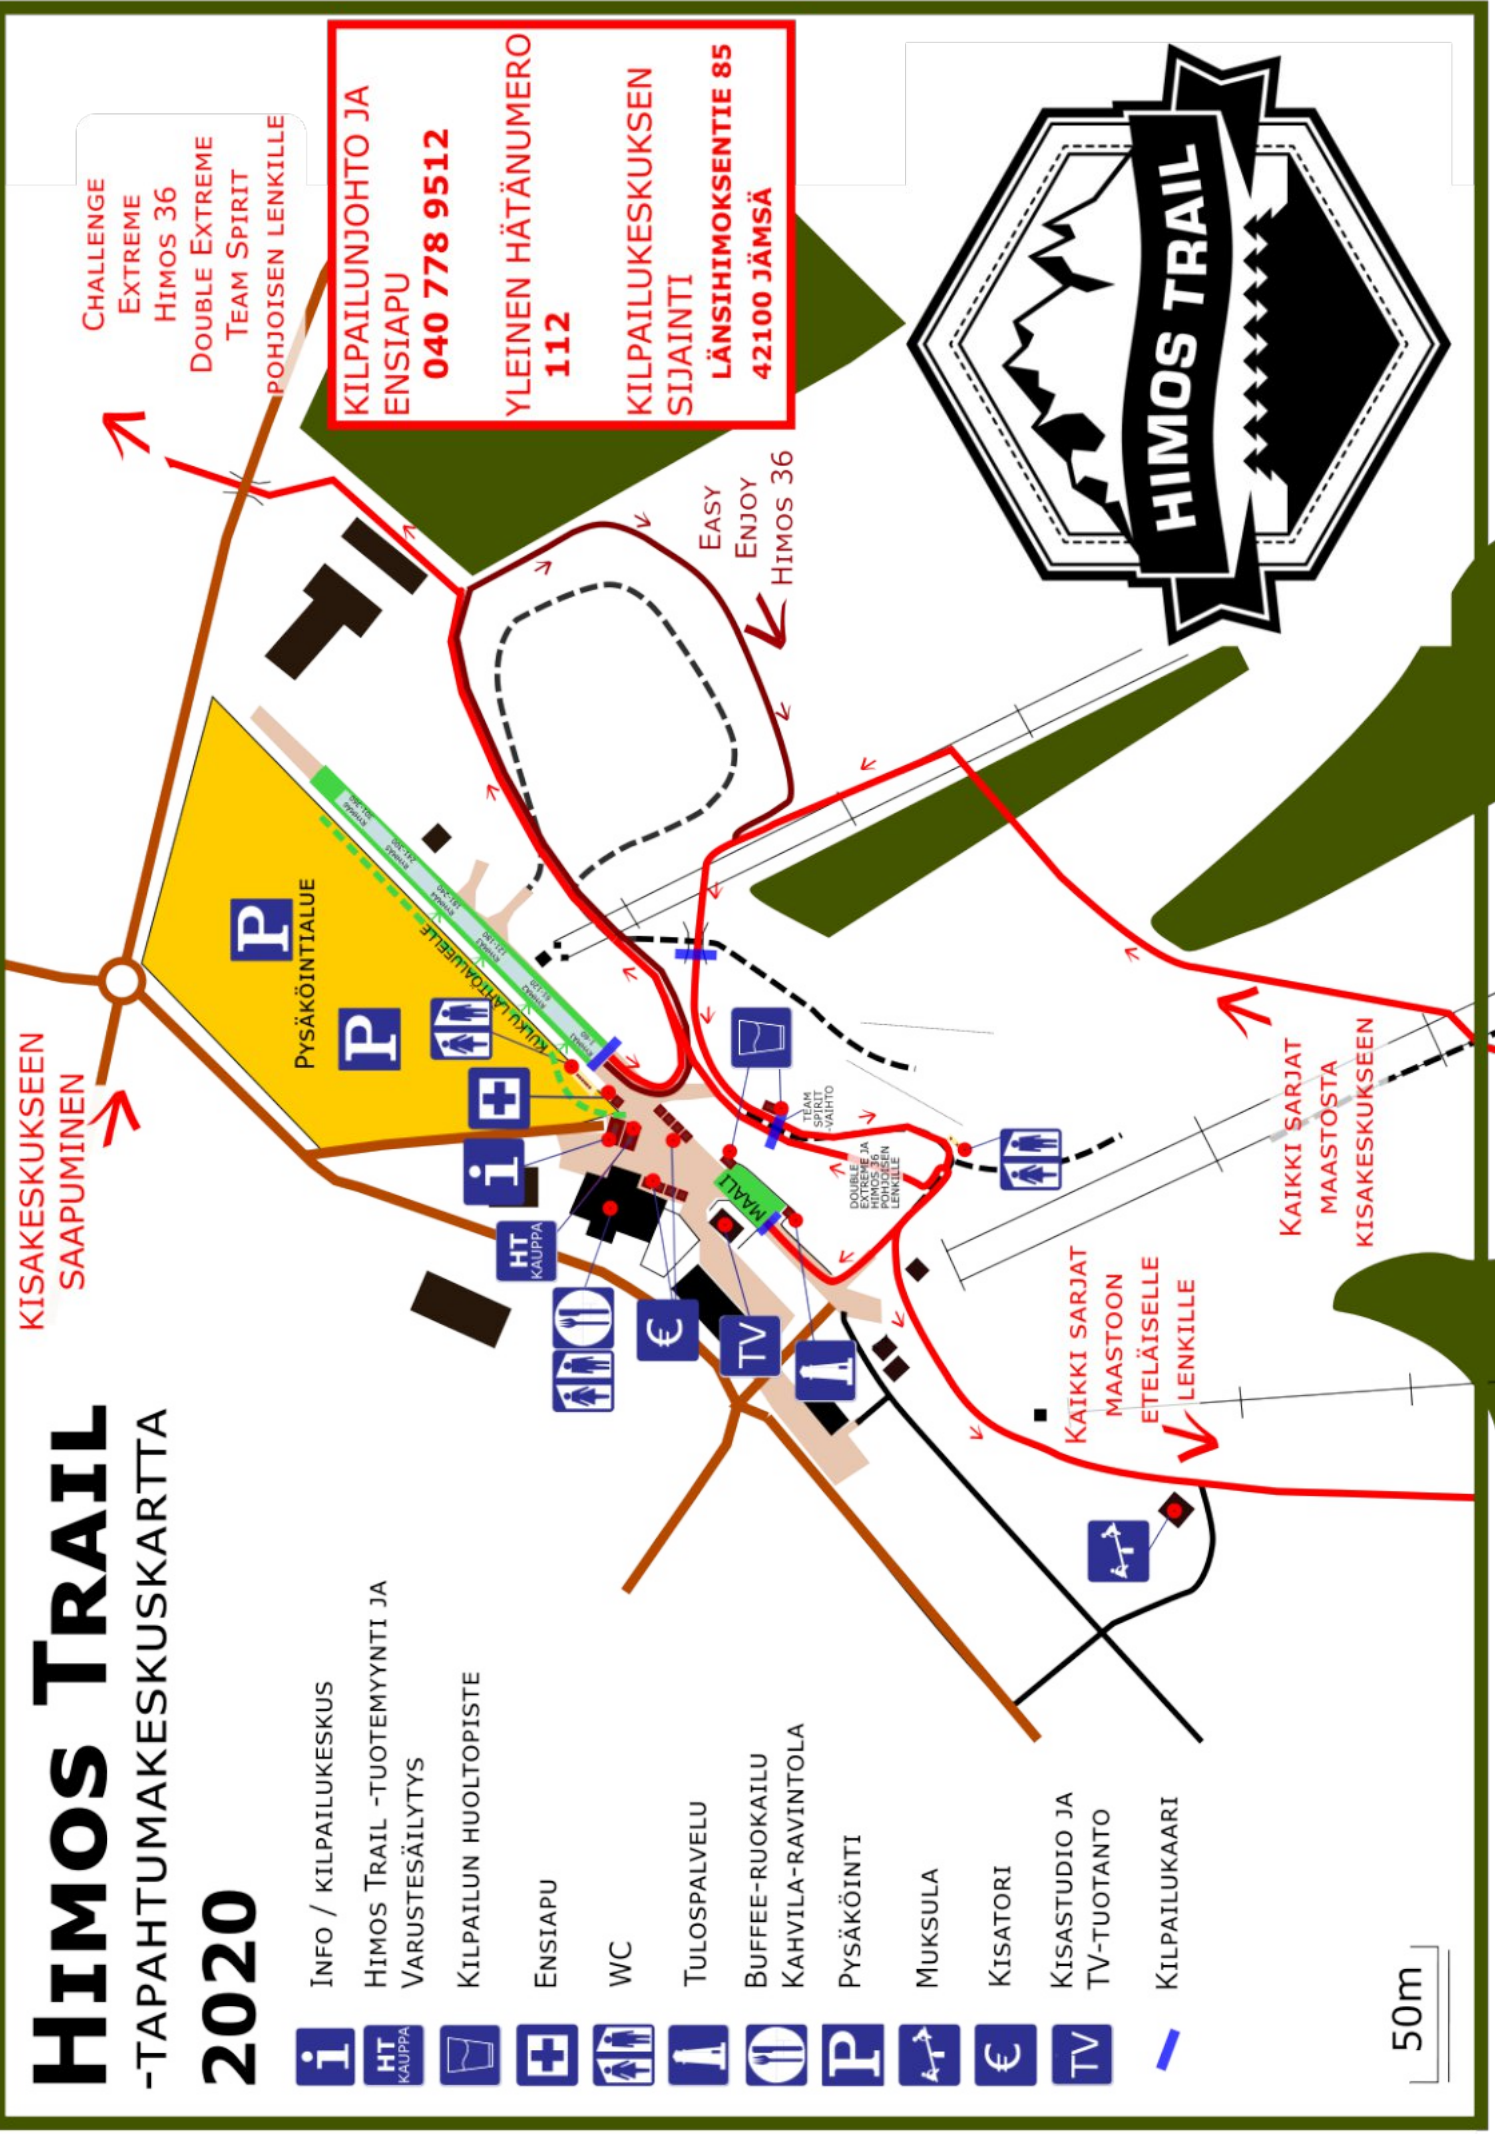 HIMOS TRAIL
-TAPAHTUMAKESKUSKARTTA
2020
INFO / KILPAILUKESKUS
HT
KAUPPA
HIMOS TRAIL -TUOTEMYYNTI JA
VARUSTESÄILYTYS
KILPAILUN HUOLTOPISTE
ENSIAPU
WC
TULOSPALVELU
BUFFEE-RUOKAILU
KAHVILA-RAVINTOLA
P
PYSÄKÖINTI
MUKSULA
€
KISATORI
TV
KISASTUDIO JA
TV-TUOTANTO
KILPAILUKAARI
50m
KISAKESKUKSEEN
SAAPUMINEN
P
PYSÄKÖINTIALUE
P
KULKU LÄHTÖALUEELLE
i
HT
KAUPPA
€
TV
MAALI
TEAM
SPIRIT
-VAIHTO
DOUBLE
EXTREME JA
HIMOS 36
POHJOISEN
LENKILLE
KAIKKI SARJAT
MAASTOON
ETELÄISELLE
LENKILLE
KAIKKI SARJAT
MAASTOSTA
KISAKESKUKSEEN
EASY
ENJOY
HIMOS 36
CHALLENGE
EXTREME
HIMOS 36
DOUBLE EXTREME
TEAM SPIRIT
POHJOISEN LENKILLE
KILPAILUNJOHTO JA
ENSIAPU
040 778 9512
YLEINEN HÄTÄNUMERO
112
KILPAILUKESKUKSEN
SIJAINTI
LÄNSIHIMOKSENTIE 85
42100 JÄMSÄ
HIMOS TRAIL